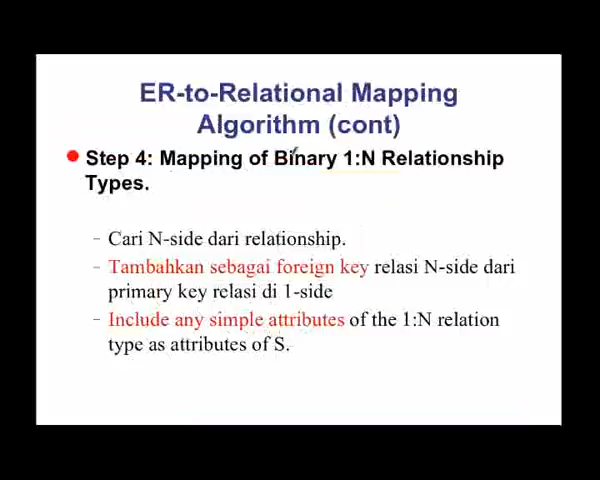 ER-to-Relational Mapping
Algorithm (cont)
Step 4: Mapping of Binary 1:N Relationship
Types.
– Cari N-side dari relationship.
– Tambahkan sebagai foreign key relasi N-side dari
primary key relasi di 1-side
– Include any simple attributes of the 1:N relation
type as attributes of S.